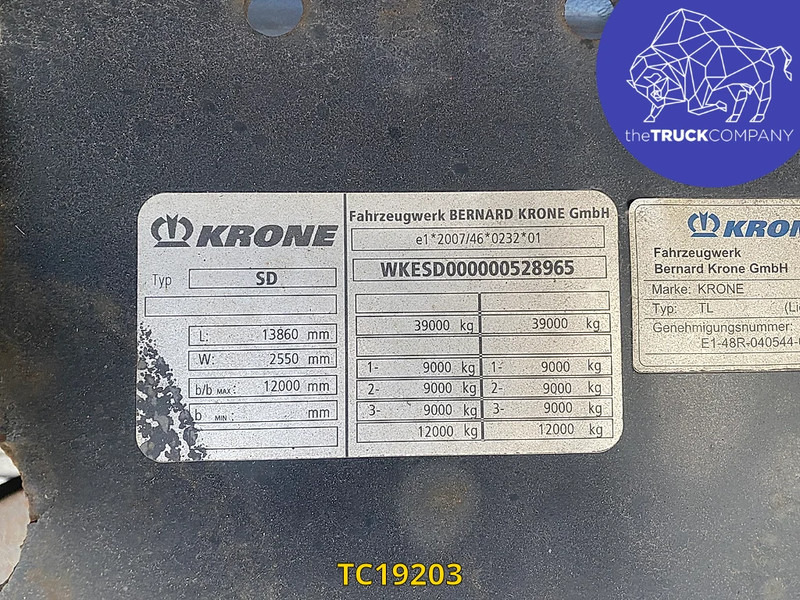 theTRUCKCOMPANY
KRONE
Typ SD
L: 13860 mm
W: 2550 mm
b/b MAX: 12000 mm
b MIN: mm
Fahrzeugwerk BERNARD KRONE GmbH
e1*2007/46*0232*01
WKESD000000528965
39000 kg 39000 kg
1- 9000 kg 1- 9000 kg
2- 9000 kg 2- 9000 kg
3- 9000 kg 3- 9000 kg
12000 kg 12000 kg
KRON
Fahrzeugwerk
Bernard Krone GmbH
Marke: KRONE
Typ: TL (Li
Genehmigungsnummer:
E1-48R-040544-
TC19203